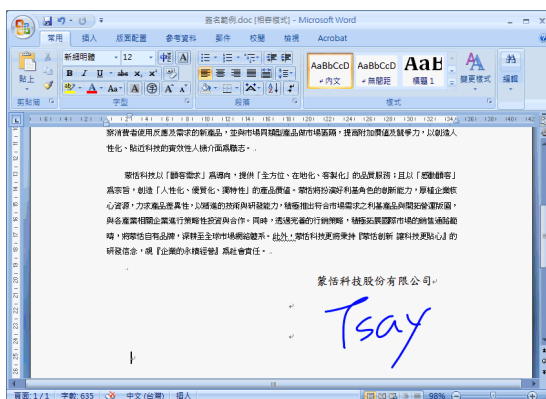 簽名範例.doc [相容模式] - Microsoft Word
常用 插入 版面配置 參考資料 郵件 校閱 檢視 Acrobat
貼上
新細明體 12
AaBbCcD AaBbCcD AaB
內文 無間距 標題 1
變更樣式 編輯
剪貼簿 字型 段落 樣式
察消費者使用反應及需求的新產品，並與市場同類型產品做市場區隔，提高附加價值及競爭力，以創造人
性化、貼近科技的實效性人機介面為職志。
蒙恬科技以「顧客需求」為導向，提供「全方位、在地化、客製化」的品質服務；且以「感動顧客」
為宗旨，創造「人性化、優質化、獨特性」的產品價值。蒙恬將扮演好利基角色的創新能力，厚植企業核
心資源，力求產品差異性，以精進的技術與研發能力，積極推出符合市場需求之利基產品與開拓營運版圖，
與各產業相關企業進行策略性投資與合作。同時，透過完善的行銷策略，積極拓展國際市場的銷售通路範
疇，將蒙恬自有品牌，深耕至全球市場網絡體系。此外，蒙恬科技更將秉持『蒙恬創新 讓科技更貼心』的
研發信念，視『企業的永續經營』為社會責任。
蒙恬科技股份有限公司
Tsay
頁面: 1/1 字數: 635 中文 (台灣) 插入 98%